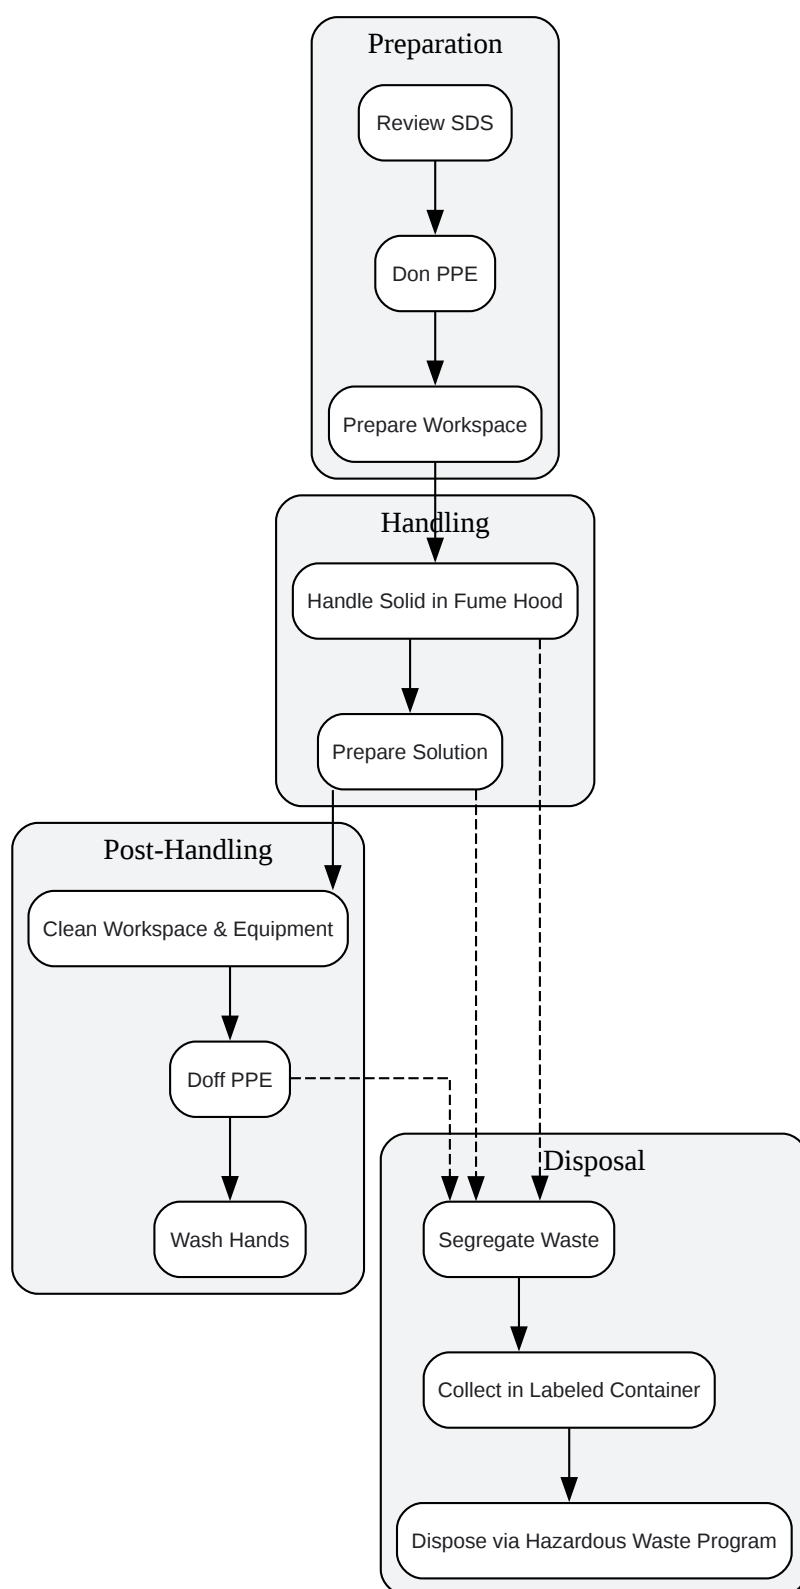 Preparation
Review SDS
Don PPE
Prepare Workspace
Handling
Handle Solid in Fume Hood
Prepare Solution
Post-Handling
Clean Workspace & Equipment
Doff PPE
Wash Hands
Disposal
Segregate Waste
Collect in Labeled Container
Dispose via Hazardous Waste Program